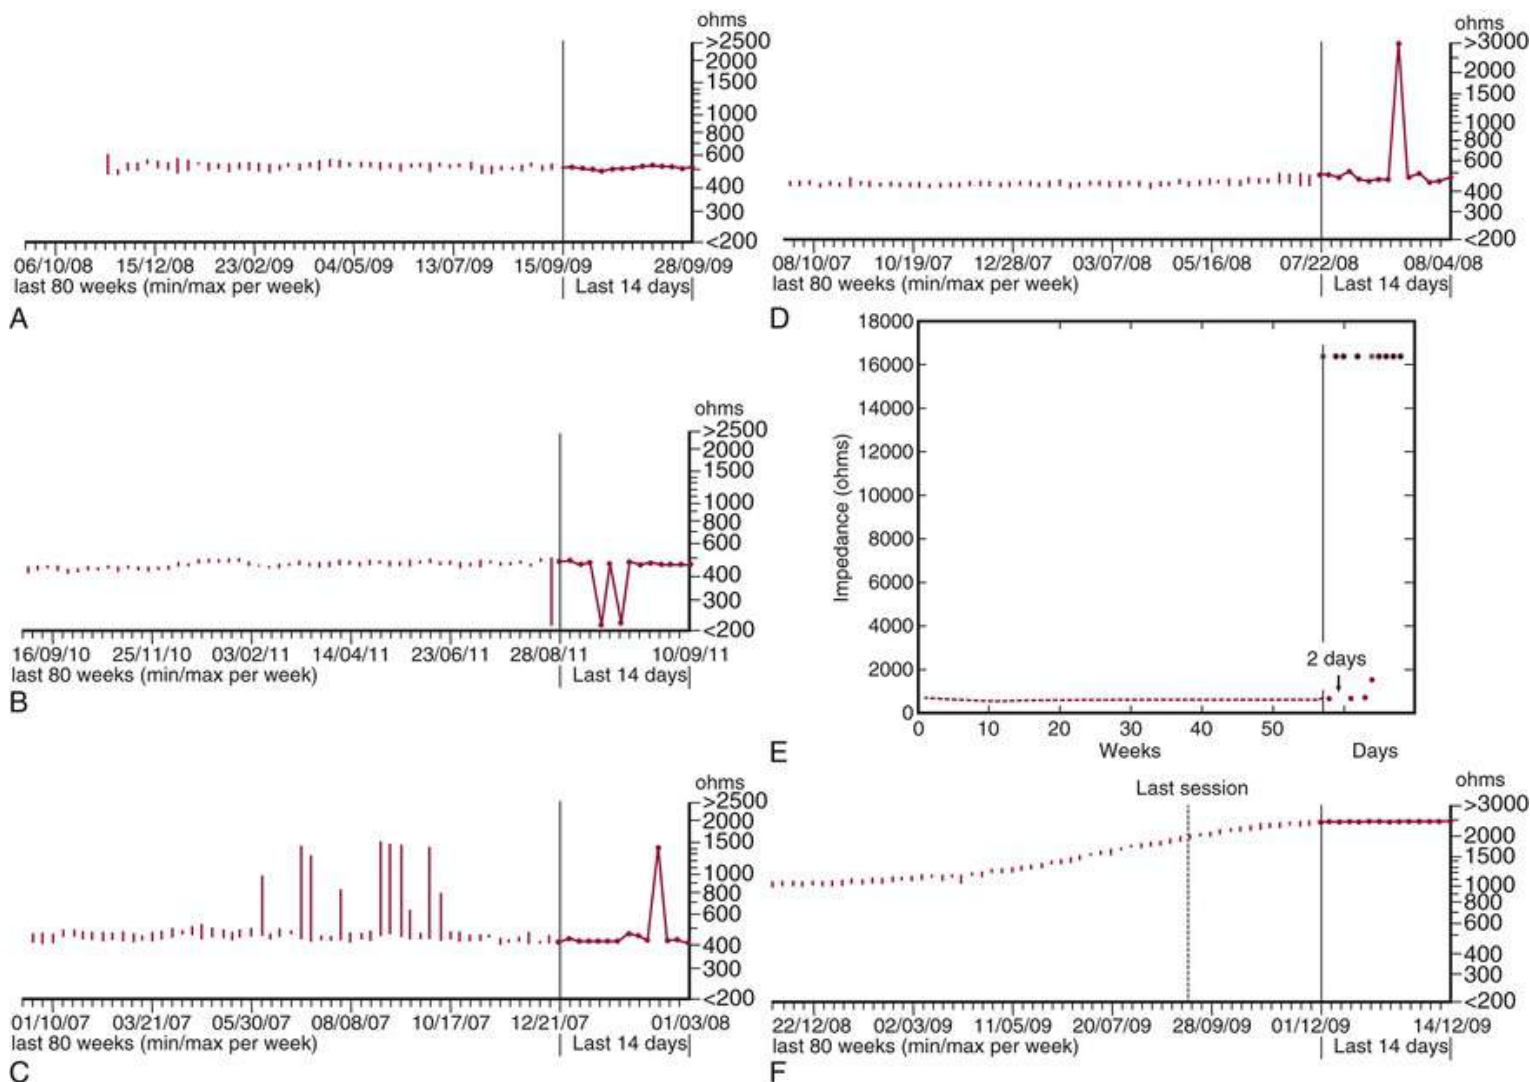 ohms
>2500
2000
1500
1000
800
600
400
300
<200
06/10/08 15/12/08 23/02/09 04/05/09 13/07/09 15/09/09 28/09/09
last 80 weeks (min/max per week) Last 14 days
A
ohms
>2500
2000
1500
1000
800
600
400
300
<200
16/09/10 25/11/10 03/02/11 14/04/11 23/06/11 28/08/11 10/09/11
last 80 weeks (min/max per week) Last 14 days
B
ohms
>2500
2000
1500
1000
800
600
400
300
<200
01/10/07 03/21/07 05/30/07 08/08/07 10/17/07 12/21/07 01/03/08
last 80 weeks (min/max per week) Last 14 days
C
ohms
>3000
2000
1500
1000
800
600
400
300
<200
08/10/07 10/19/07 12/28/07 03/07/08 05/16/08 07/22/08 08/04/08
last 80 weeks (min/max per week) Last 14 days
D
18000
16000
14000
12000
10000
8000
6000
4000
2000
0
Impedance (ohms)
2 days
0 10 20 30 40 50
Weeks Days
E
Last session
ohms
>3000
2000
1500
1000
800
600
400
300
<200
22/12/08 02/03/09 11/05/09 20/07/09 28/09/09 01/12/09 14/12/09
last 80 weeks (min/max per week) Last 14 days
F